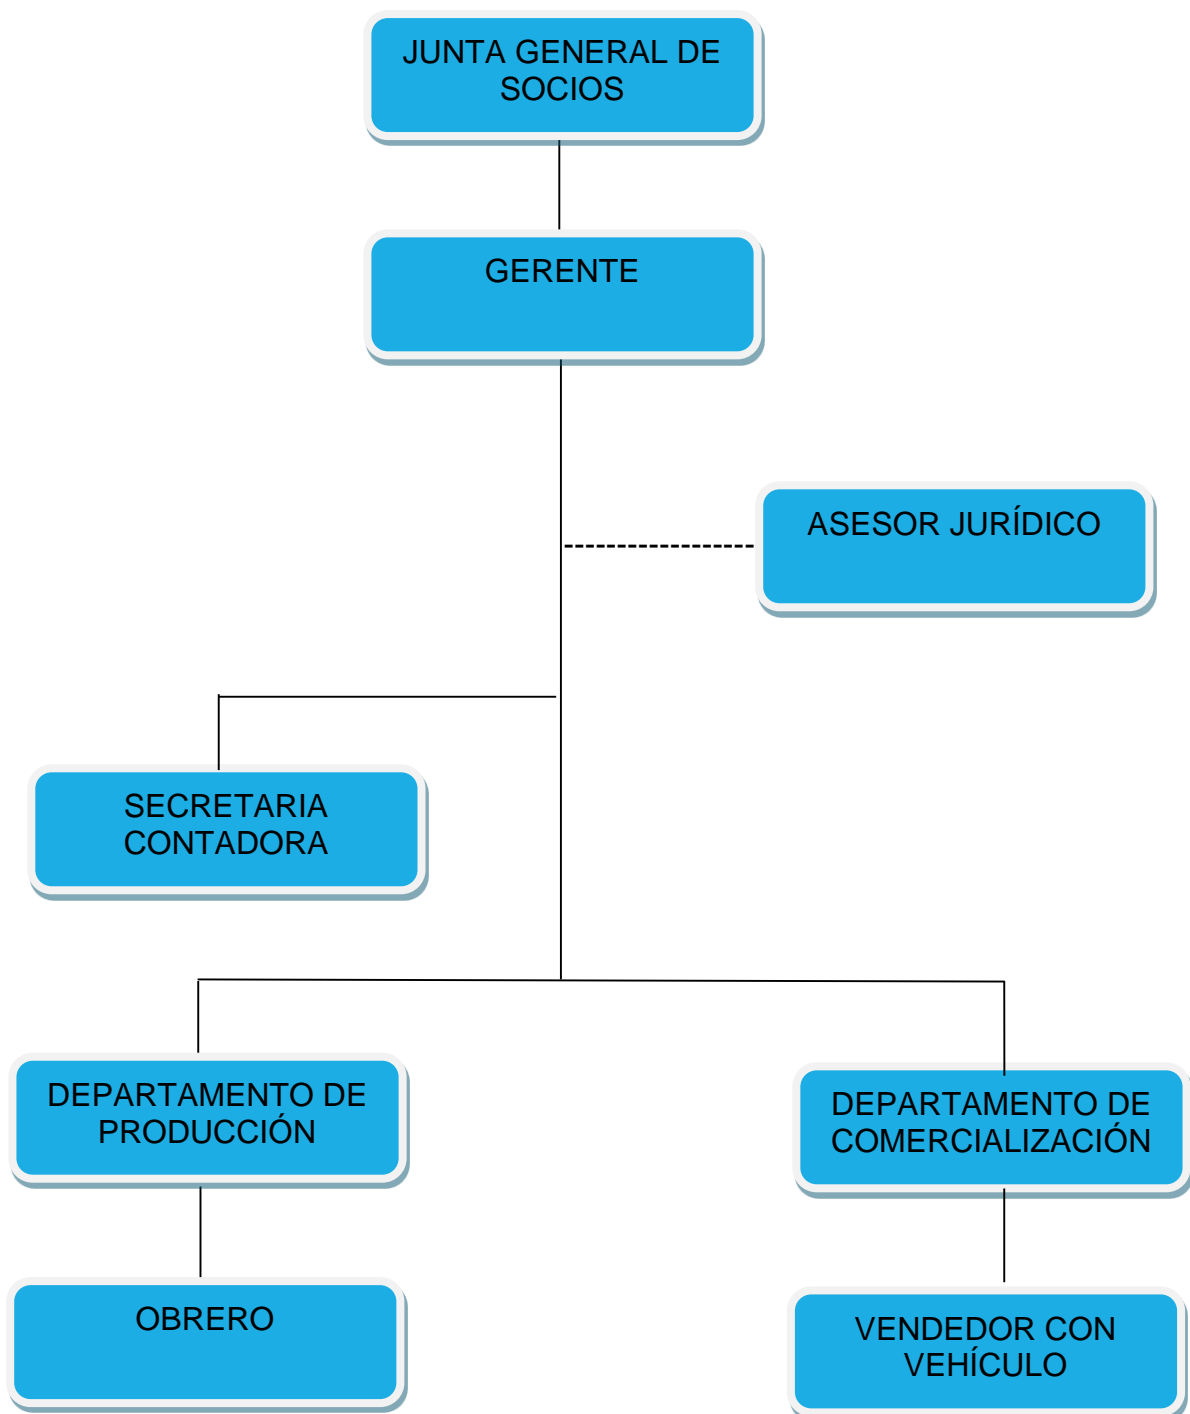 JUNTA GENERAL DE
SOCIOS
GERENTE
ASESOR JURÍDICO
SECRETARIA
CONTADORA
DEPARTAMENTO DE
PRODUCCIÓN
DEPARTAMENTO DE
COMERCIALIZACIÓN
OBRERO
VENDEDOR CON
VEHÍCULO